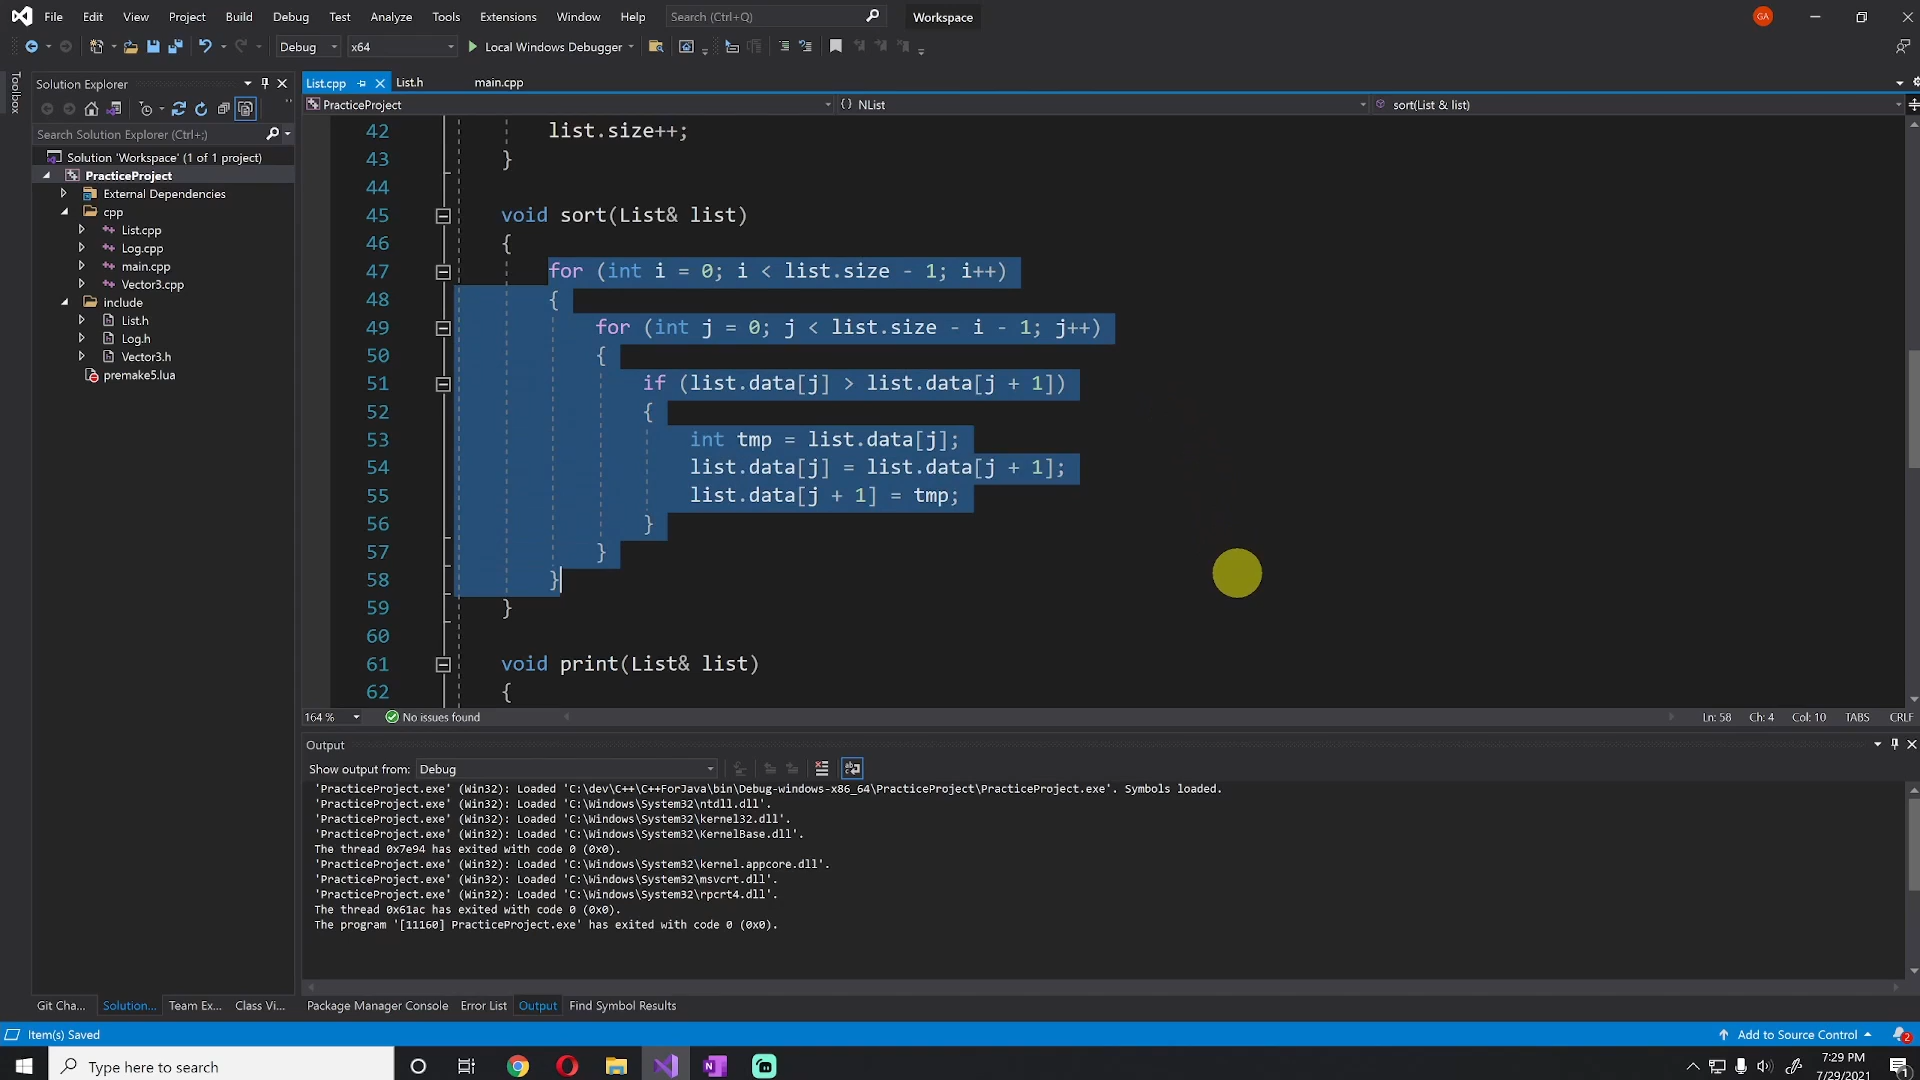 File Edit View Project Build Debug Test Analyze Tools Extensions Window Help Search (Ctrl+Q) Workspace GA
Debug x64 Local Windows Debugger
Toolbox
Solution Explorer
Search Solution Explorer (Ctrl+;)
Solution 'Workspace' (1 of 1 project)
PracticeProject
External Dependencies
cpp
List.cpp
Log.cpp
main.cpp
Vector3.cpp
include
List.h
Log.h
Vector3.h
premake5.lua
List.cpp List.h main.cpp
PracticeProject {} NList sort(List & list)
42 list.size++;
43 }
44
45 void sort(List& list)
46 {
47 for (int i = 0; i < list.size - 1; i++)
48 {
49 for (int j = 0; j < list.size - i - 1; j++)
50 {
51 if (list.data[j] > list.data[j + 1])
52 {
53 int tmp = list.data[j];
54 list.data[j] = list.data[j + 1];
55 list.data[j + 1] = tmp;
56 }
57 }
58 }
59 }
60
61 void print(List& list)
62 {
164 % No issues found Ln: 58 Ch: 4 Col: 10 TABS CRLF
Output
Show output from: Debug
'PracticeProject.exe' (Win32): Loaded 'C:\dev\C++\C++ForJava\bin\Debug-windows-x86_64\PracticeProject\PracticeProject.exe'. Symbols loaded.
'PracticeProject.exe' (Win32): Loaded 'C:\Windows\System32\ntdll.dll'.
'PracticeProject.exe' (Win32): Loaded 'C:\Windows\System32\kernel32.dll'.
'PracticeProject.exe' (Win32): Loaded 'C:\Windows\System32\KernelBase.dll'.
The thread 0x7e94 has exited with code 0 (0x0).
'PracticeProject.exe' (Win32): Loaded 'C:\Windows\System32\kernel.appcore.dll'.
'PracticeProject.exe' (Win32): Loaded 'C:\Windows\System32\msvcrt.dll'.
'PracticeProject.exe' (Win32): Loaded 'C:\Windows\System32\rpcrt4.dll'.
The thread 0x61ac has exited with code 0 (0x0).
The program '[11160] PracticeProject.exe' has exited with code 0 (0x0).
Git Cha... Solution... Team Ex... Class Vi... Package Manager Console Error List Output Find Symbol Results
Item(s) Saved Add to Source Control 2
Type here to search
7:29 PM
7/29/2021
1